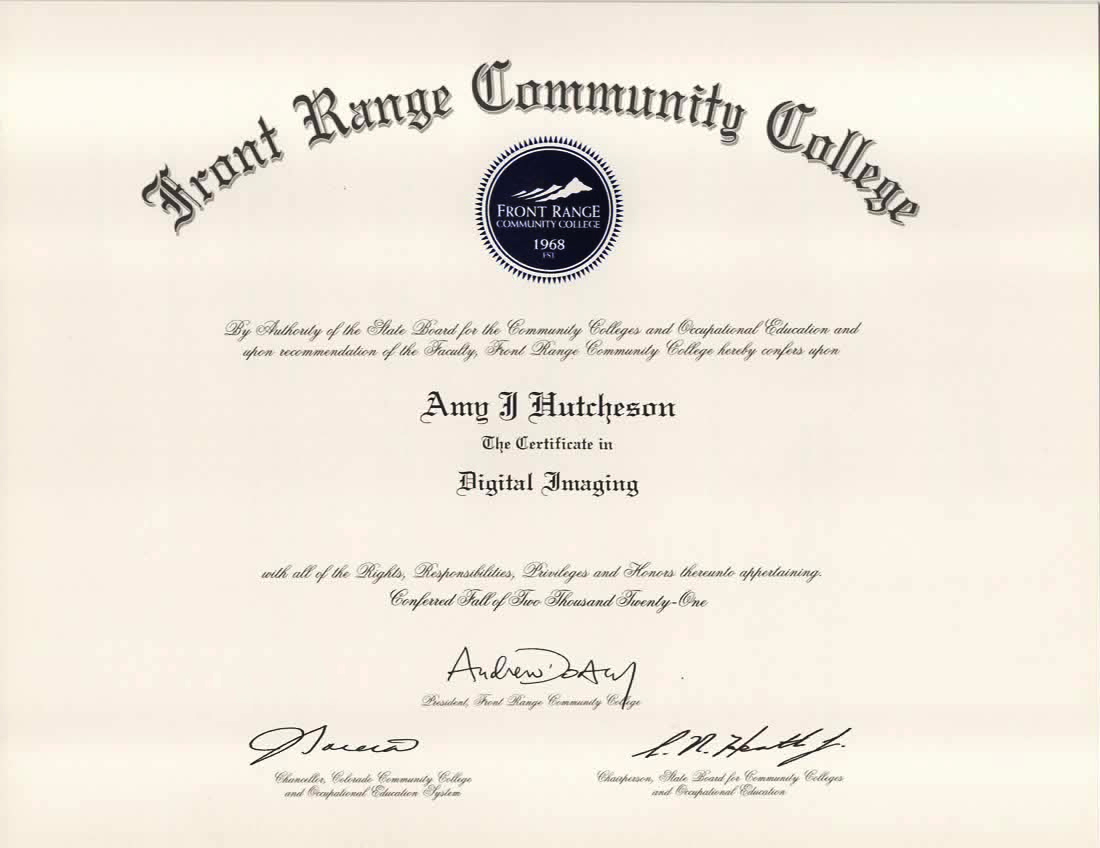 Front Range Community College
FRONT RANGE
COMMUNITY COLLEGE
1968
EST
By Authority of the State Board for the Community Colleges and Occupational Education and
upon recommendation of the Faculty, Front Range Community College hereby confers upon
Amy J Hutcheson
The Certificate in
Digital Imaging
with all of the Rights, Responsibilities, Privileges and Honors thereunto appertaining.
Conferred Fall of Two Thousand Twenty-One
Andrew Dorsey
President, Front Range Community College
Chancellor, Colorado Community College
and Occupational Education System
Chairperson, State Board for Community Colleges
and Occupational Education